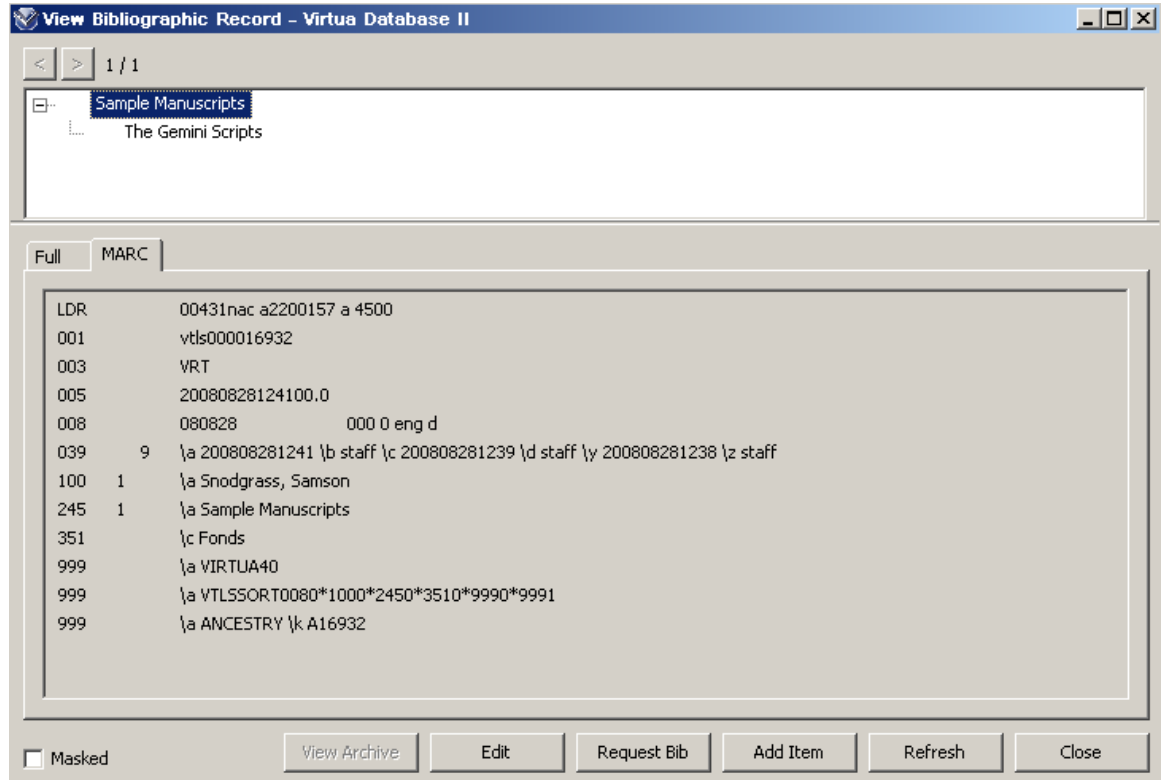 View Bibliographic Record - Virtua Database II
< > 1 / 1
Sample Manuscripts
The Gemini Scripts
Full MARC
LDR 00431nac a2200157 a 4500
001 vtls000016932
003 VRT
005 20080828124100.0
008 080828 000 0 eng d
039 9 \a 200808281241 \b staff \c 200808281239 \d staff \y 200808281238 \z staff
100 1 \a Snodgrass, Samson
245 1 \a Sample Manuscripts
351 \c Fonds
999 \a VIRTUA40
999 \a VTLSSORT0080*1000*2450*3510*9990*9991
999 \a ANCESTRY \k A16932
Masked View Archive Edit Request Bib Add Item Refresh Close